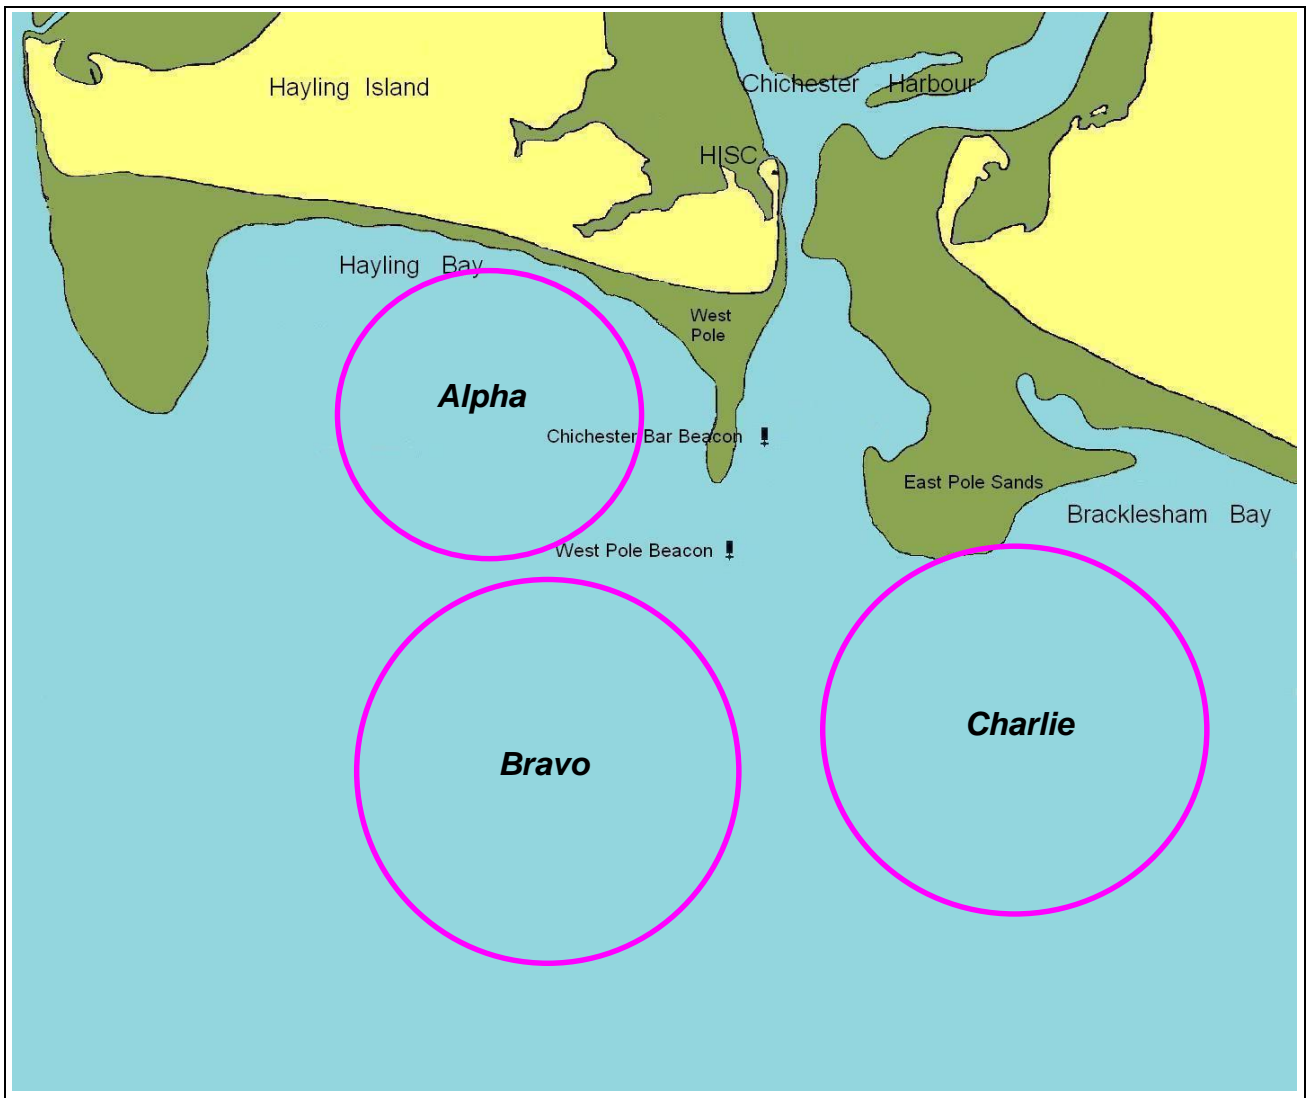 Chichester Harbour
Hayling Island
HISC
Hayling Bay
West
Pole
Alpha
Chichester Bar Beacon
East Pole Sands
Bracklesham Bay
West Pole Beacon
Charlie
Bravo